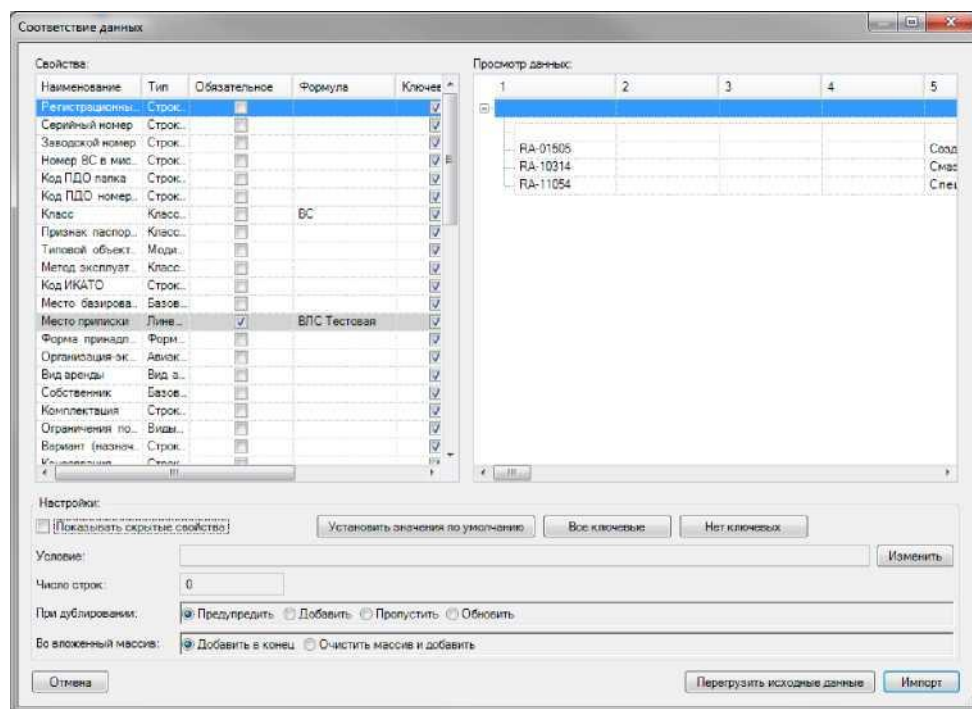 Соответствие данных
Свойства:
Наименование Тип Обязательное Формула Ключев
Регистрационны... Строк...
Серийный номер Строк...
Заводской номер Строк...
Номер ВС в мис... Строк...
Код ПДО папка Строк...
Код ПДО номер... Строк...
Класс Класс... ВС
Признак паспор... Класс...
Типовой объект... Моди...
Метод эксплуат... Класс...
Код ИКАТО Строк...
Место базирова... Базов...
Место приписки Лине... ВПС Тестовая
Форма принадл... Форм...
Организация-эк... Авиак...
Вид аренды Вид а...
Собственник Базов...
Комплектация Строк...
Ограничения по... Виды...
Вариант (назнач... Строк...
Просмотр данных:
1 2 3 4 5
RA-01505 Созд
RA-10314 Смаз
RA-11054 Спец
Настройки:
Показывать скрытые свойства
Установить значения по умолчанию Все ключевые Нет ключевых
Условие: Изменить
Число строк: 0
При дублировании: Предупредить Добавить Пропустить Обновить
Во вложенный массив: Добавить в конец Очистить массив и добавить
Отмена Перегрузить исходные данные Импорт